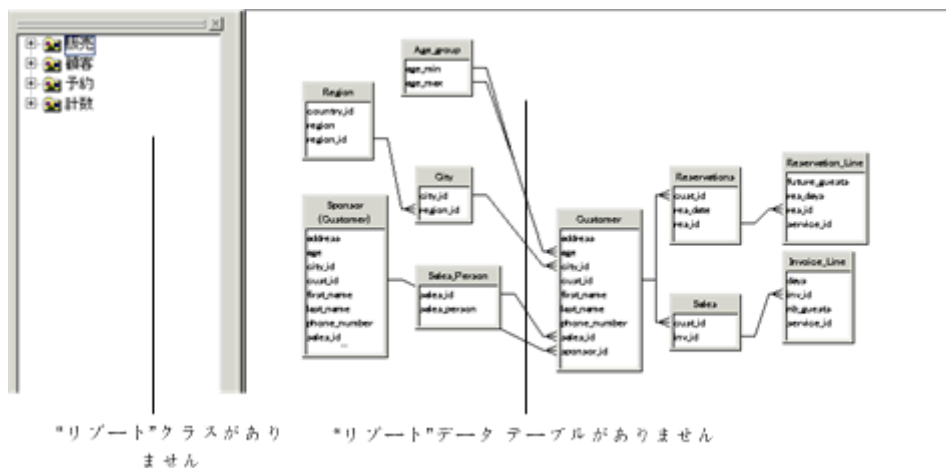 販売
顧客
予約
計数
Age_group
age_min
age_max
Region
country_id
region
region_id
City
city_id
region_id
Sponsor
(Customer)
address
age
city_id
cust_id
first_name
last_name
phone_number
sales_id
...
Sales_Person
sales_id
sales_person
Customer
address
age
city_id
cust_id
first_name
last_name
phone_number
sales_id
sponsor_id
Reservations
cust_id
res_date
res_id
Reservation_Line
future_guests
res_days
res_id
service_id
Sales
cust_id
inv_id
Invoice_Line
days
inv_id
nb_guests
service_id
"リゾート"クラスがあり
ません
"リゾート"データ テーブルがありません